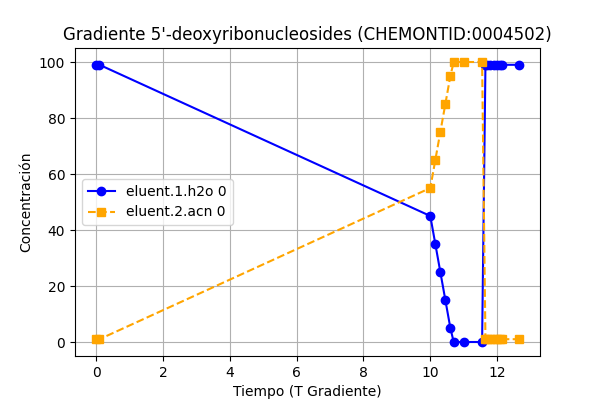 Gradiente 5'-deoxyribonucleosides (CHEMONTID:0004502)
100
80
60
40
20
0
Concentración
eluent.1.h2o 0
eluent.2.acn 0
0 2 4 6 8 10 12
Tiempo (T Gradiente)